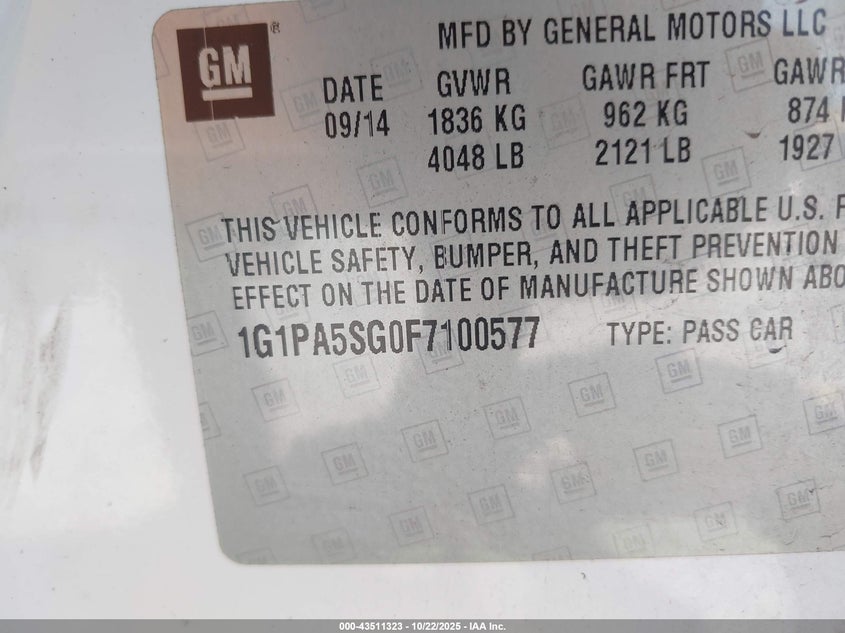 GM
MFD BY GENERAL MOTORS LLC
DATE GVWR GAWR FRT GAWR
09/14 1836 KG 962 KG 874
4048 LB 2121 LB 1927
THIS VEHICLE CONFORMS TO ALL APPLICABLE U.S. F
VEHICLE SAFETY, BUMPER, AND THEFT PREVENTION
EFFECT ON THE DATE OF MANUFACTURE SHOWN ABO
1G1PA5SG0F7100577 TYPE: PASS CAR
000-43511323 - 10/22/2025 - IAA Inc.